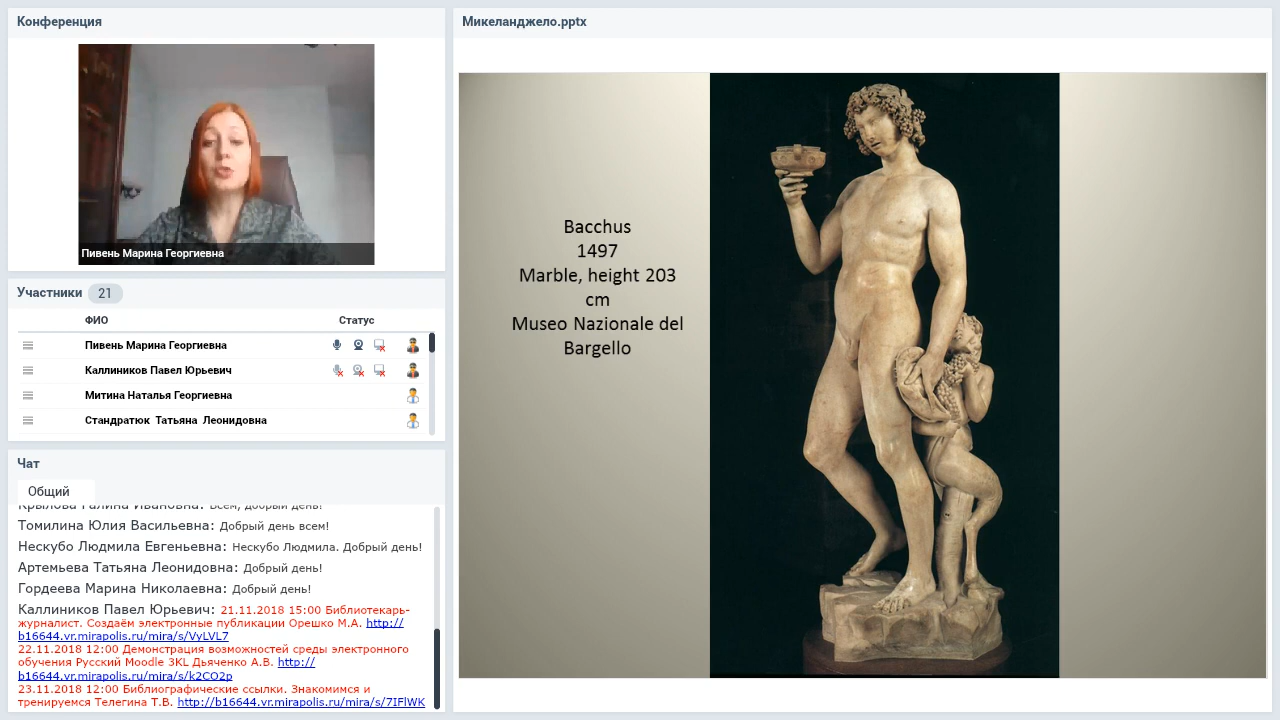 Конференция
Пивень Марина Георгиевна
Участники 21
ФИО Статус
Пивень Марина Георгиевна
Каллиников Павел Юрьевич
Митина Наталья Георгиевна
Стандратюк Татьяна Леонидовна
Чат
Общий
Крылова Галина Ивановна: Всем, добрый день!
Томилина Юлия Васильевна: Добрый день всем!
Нескубо Людмила Евгеньевна: Нескубо Людмила. Добрый день!
Артемьева Татьяна Леонидовна: Добрый день!
Гордеева Марина Николаевна: Добрый день!
Каллиников Павел Юрьевич: 21.11.2018 15:00 Библиотекарь-
журналист. Создаём электронные публикации Орешко М.А. http://
b16644.vr.mirapolis.ru/mira/s/VyLVL7
22.11.2018 12:00 Демонстрация возможностей среды электронного
обучения Русский Moodle 3KL Дьяченко А.В. http://
b16644.vr.mirapolis.ru/mira/s/k2CO2p
23.11.2018 12:00 Библиографические ссылки. Знакомимся и
тренируемся Телегина Т.В. http://b16644.vr.mirapolis.ru/mira/s/7IFlWK
Микеланджело.pptx
Bacchus
1497
Marble, height 203
cm
Museo Nazionale del
Bargello